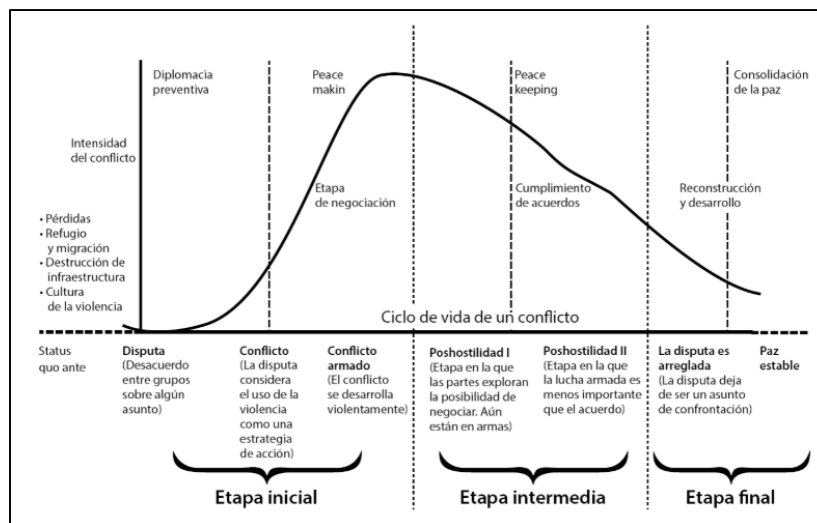 Diplomacia
preventiva
Peace
makin
Peace
keeping
Consolidación
de la paz
Intensidad
del conflicto
Etapa
de negociación
Cumplimiento
de acuerdos
Reconstrucción
y desarrollo
• Pérdidas
• Refugio
y migración
• Destrucción de
infraestructura
• Cultura
de la violencia
Ciclo de vida de un conflicto
Status
quo ante
Disputa
(Desacuerdo
entre grupos
sobre algún
asunto)
Conflicto
(La disputa
considera
el uso de la
violencia
como una
estrategia
de acción)
Conflicto
armado
(El conflicto
se desarrolla
violentamente)
Poshostilidad I
(Etapa en la que
las partes exploran
la posibilidad de
negociar. Aún
están en armas)
Poshostilidad II
(Etapa en la que
la lucha armada es
menos importante
que el acuerdo)
La disputa es
arreglada
(La disputa deja
de ser un asunto
de confrontación)
Paz
estable
Etapa inicial
Etapa intermedia
Etapa final